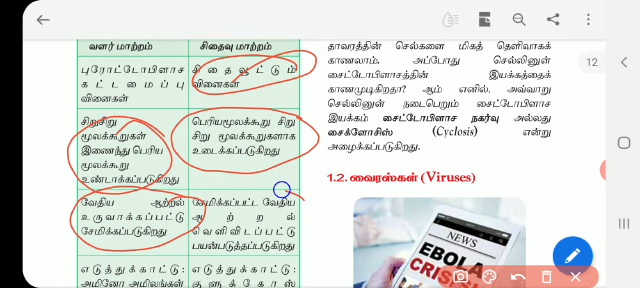 வளர் மாற்றம்
சிதைவு மாற்றம்
புரோட்டோபிளாச
கட்டமைப்பு
வினைகள்
சிதைவூட்டும்
வினைகள்
சிறுசிறு
மூலக்கூறுகள்
இணைந்து பெரிய
மூலக்கூறு
உண்டாக்கப்படுகிறது
பெரியமூலக்கூறு சிறு
சிறு மூலக்கூறுகளாக
உடைக்கப்படுகிறது
வேதிய ஆற்றல்
உருவாக்கப்பட்டு
சேமிக்கப்படுகிறது
சேமிக்கப்பட்ட வேதிய
ஆற்றல்
வெளிவிடப்பட்டு
பயன்படுத்தப்படுகிறது
எடுத்துக்காட்டு:
அமினோ அமிலங்கள்
எடுத்துக்காட்டு:
குளுக்கோஸ்
தாவரத்தின் செல்களை மிகத் தெளிவாகக்
காணலாம். அப்போது செல்லினுள்
சைட்டோபிளாசத்தின் இயக்கத்தைக்
காணமுடிகிறதா? ஆம் எனில், அவ்வாறு
செல்லினுள் நடைபெறும் சைட்டோபிளாச
இயக்கம் சைட்டோபிளாச நகர்வு அல்லது
சைக்ளோசிஸ் (Cyclosis) என்று
அழைக்கப்படுகிறது.
12
1.2. வைரஸ்கள் (Viruses)
NEWS
EBOLA
CRISIS